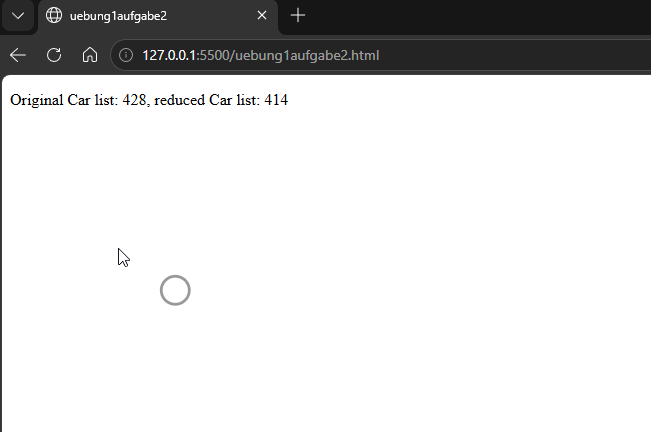 uebung1aufgabe2
127.0.0.1:5500/uebung1aufgabe2.html
Original Car list: 428, reduced Car list: 414